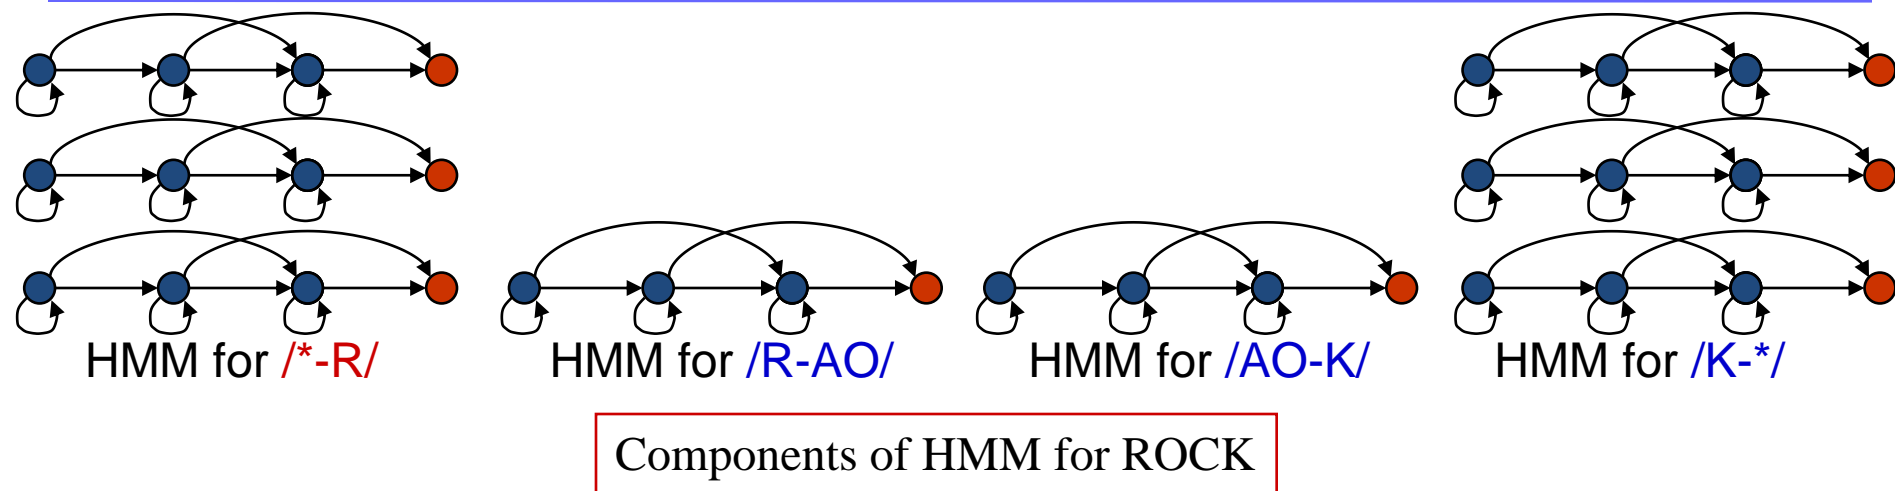 HMM for /*-R/
HMM for /R-AO/
HMM for /AO-K/
HMM for /K-*/
Components of HMM for ROCK